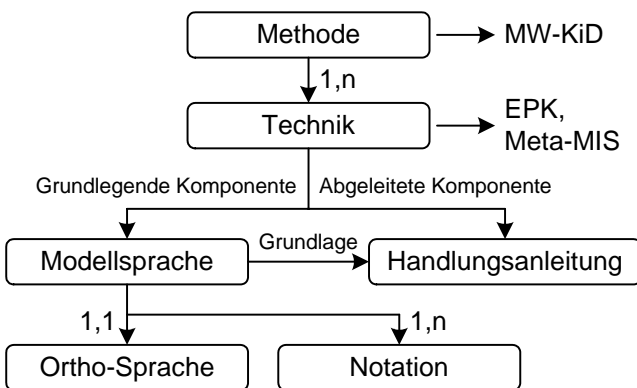 Methode
MW-KiD
1,n
Technik
EPK,
Meta-MIS
Grundlegende Komponente
Abgeleitete Komponente
Modellsprache
Grundlage
Handlungsanleitung
1,1
1,n
Ortho-Sprache
Notation